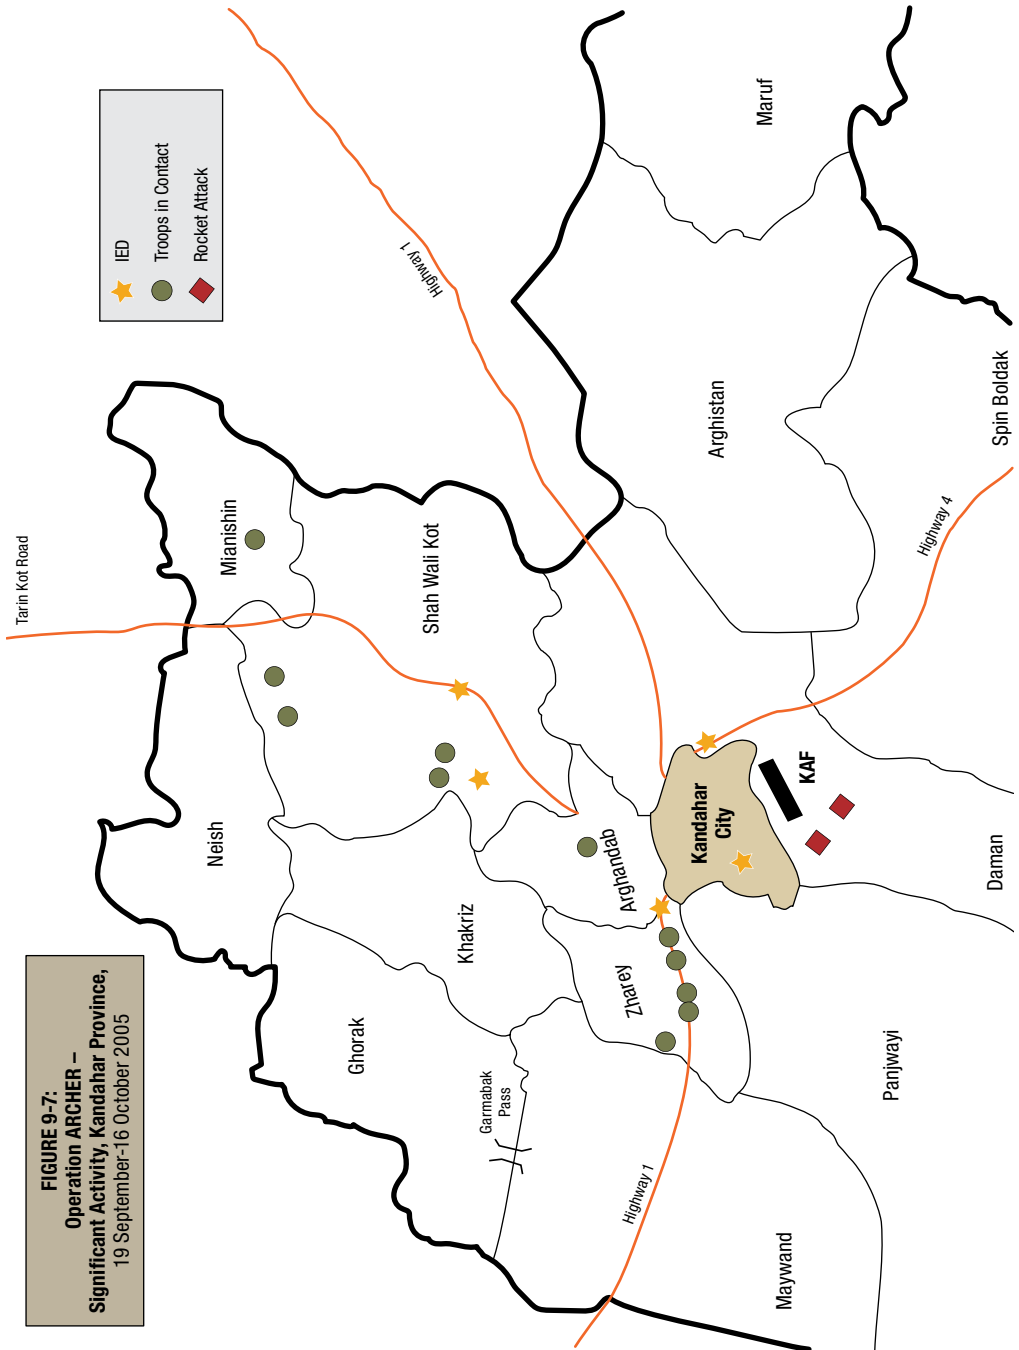 FIGURE 9-7:
Operation ARCHER –
Significant Activity, Kandahar Province,
19 September-16 October 2005
IED
Troops in Contact
Rocket Attack
Tarin Kot Road
Mianishin
Neish
Shah Wali Kot
Highway 1
Ghorak
Khakriz
Garmabak
Pass
Arghandab
Zharey
Maruf
Arghistan
Kandahar
City
KAF
Highway 1
Highway 4
Spin Boldak
Maywand
Panjwayi
Daman